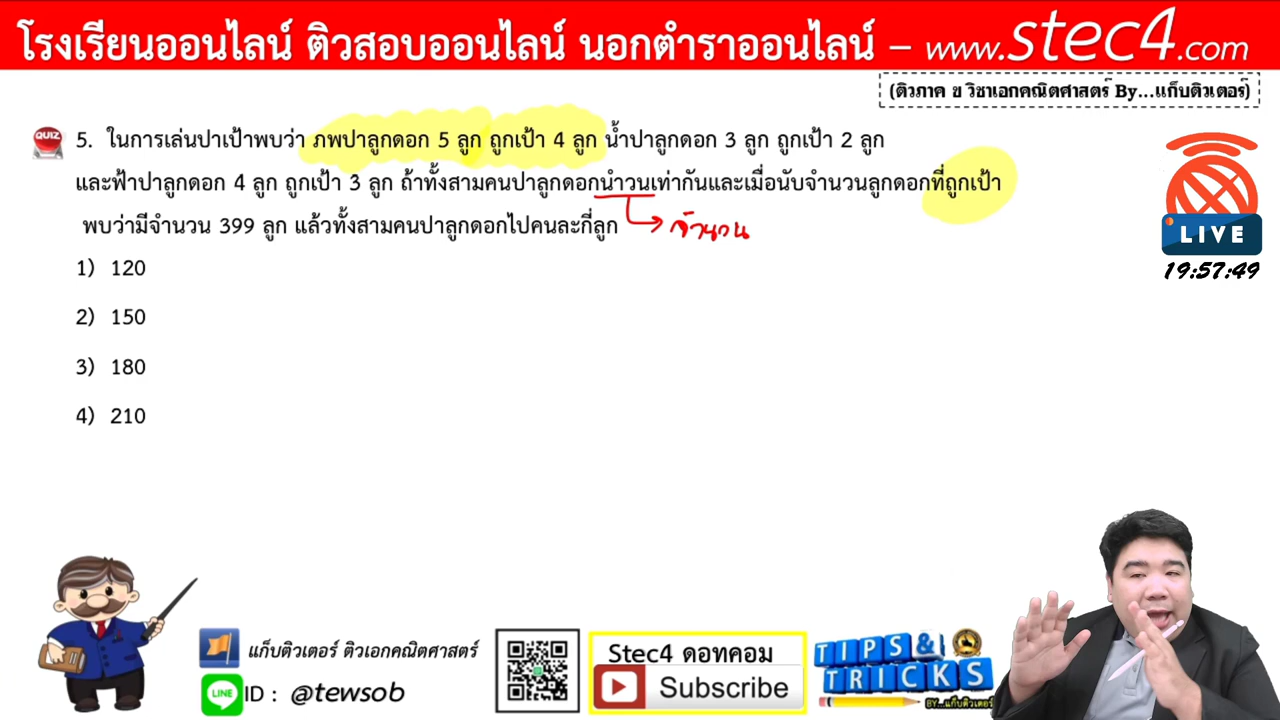 โรงเรียนออนไลน์ ติวสอบออนไลน์ นอกตำราออนไลน์ – www.stec4.com
(ติวภาค ข วิชาเอกคณิตศาสตร์ By...แก็บติวเตอร์)
QUIZ
5. ในการเล่นปาเป้าพบว่า ภพปาลูกดอก 5 ลูก ถูกเป้า 4 ลูก น้ำปาลูกดอก 3 ลูก ถูกเป้า 2 ลูก
และฟ้าปาลูกดอก 4 ลูก ถูกเป้า 3 ลูก ถ้าทั้งสามคนปาลูกดอกนำวนเท่ากันและเมื่อนับจำนวนลูกดอกที่ถูกเป้า
พบว่ามีจำนวน 399 ลูก แล้วทั้งสามคนปาลูกดอกไปคนละกี่ลูก
จำนวน
LIVE
19:57:49
1) 120
2) 150
3) 180
4) 210
แก็บติวเตอร์ ติวเอกคณิตศาสตร์
LINE ID : @tewsob
Stec4 ดอทคอม
Subscribe
TIPS &
TRICKS
BY...แก็บติวเตอร์